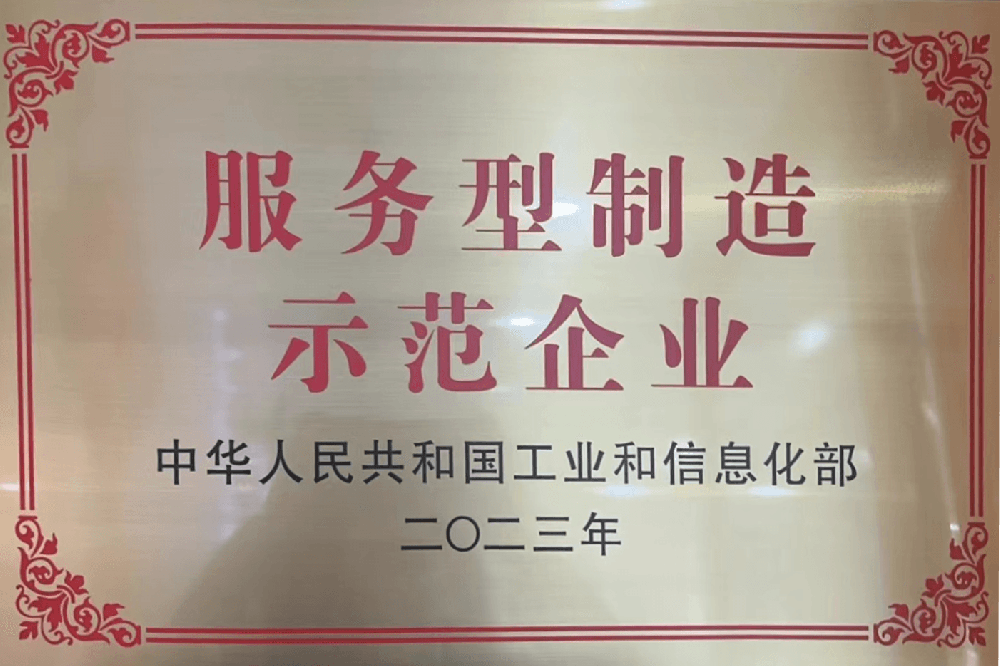 服务型制造
示范企业
中华人民共和国工业和信息化部
二〇二三年